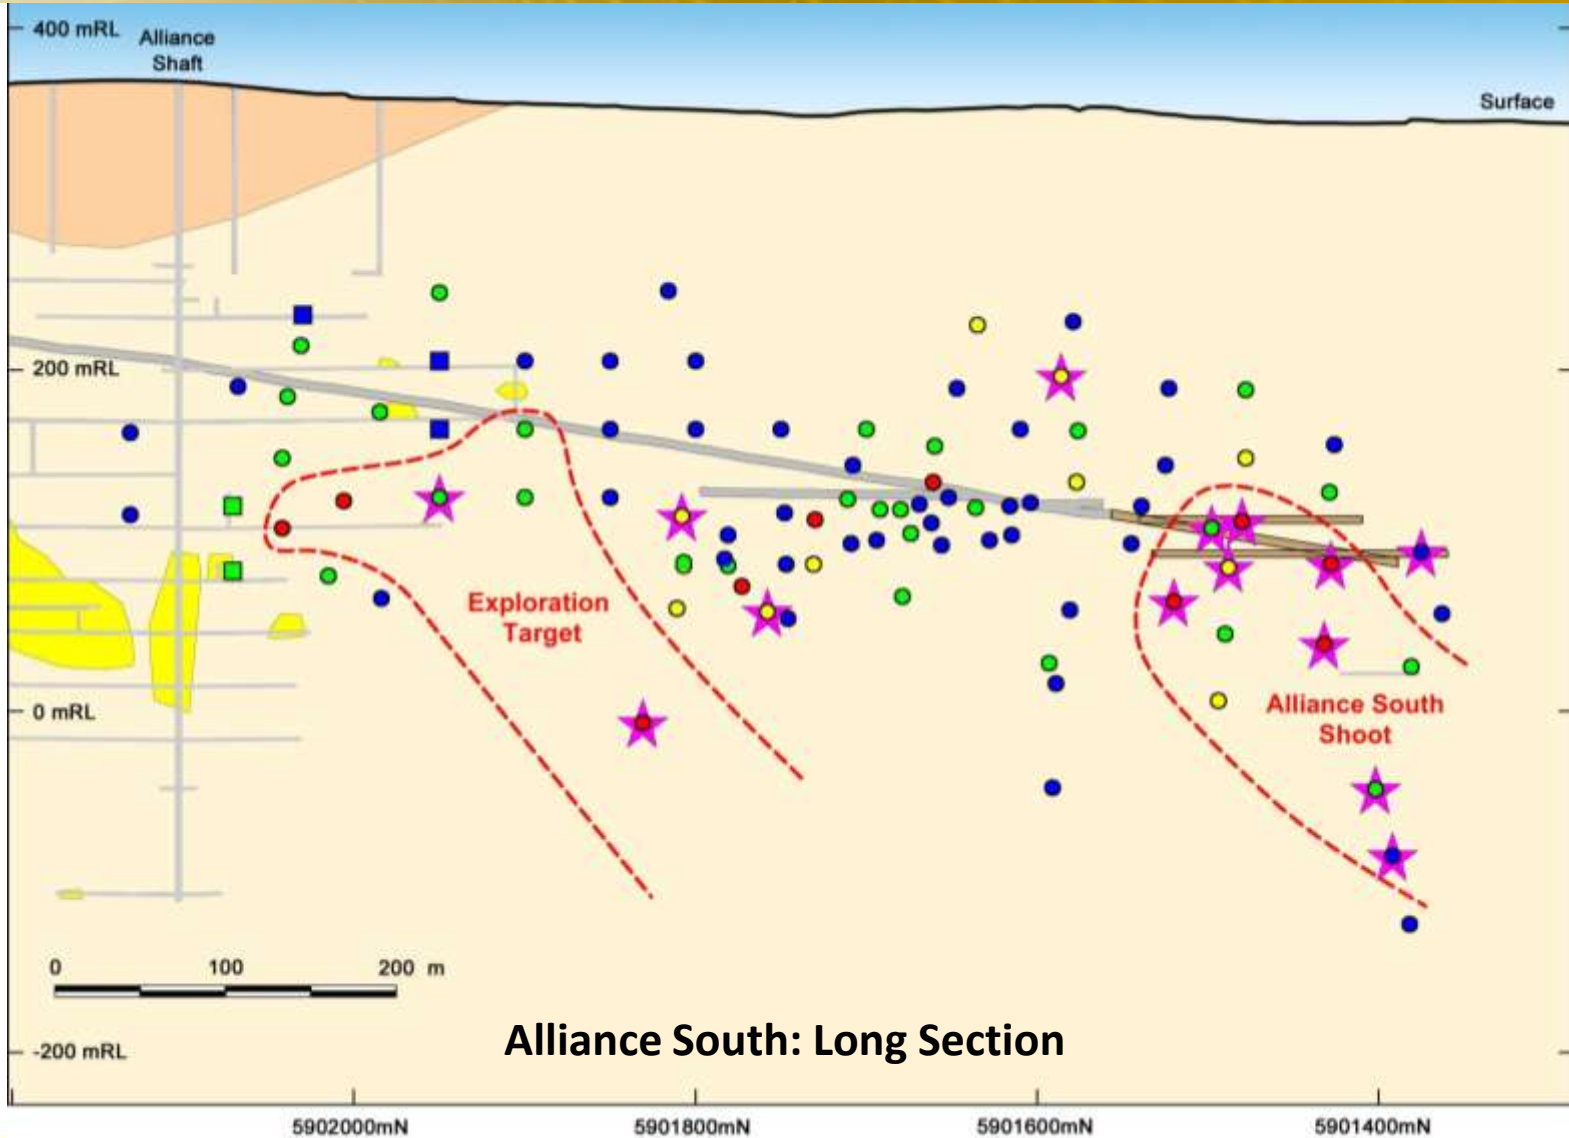 400 mRL
Alliance
Shaft
Surface
200 mRL
Exploration
Target
0 mRL
Alliance South
Shoot
0 100 200 m
Alliance South: Long Section
-200 mRL
5902000mN 5901800mN 5901600mN 5901400mN